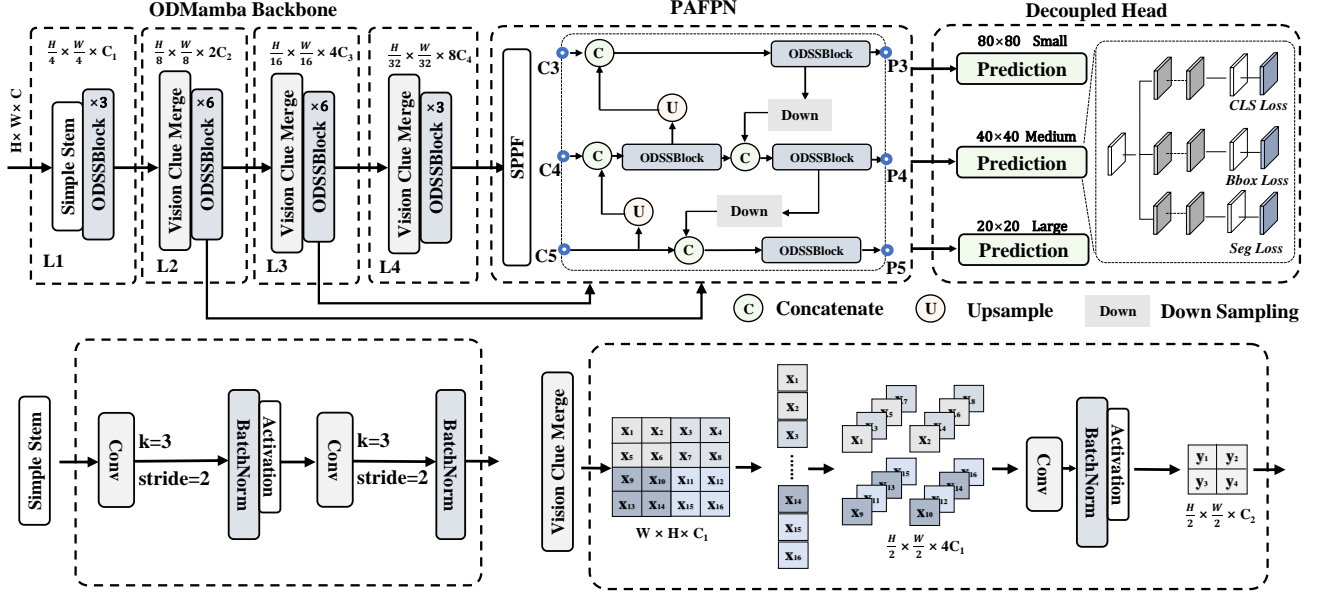 ODMamba Backbone
PAFPN
Decoupled Head
H/4 × W/4 × C₁
H/8 × W/8 × 2C₂
H/16 × W/16 × 4C₃
H/32 × W/32 × 8C₄
H× W × C
Simple Stem
×3
ODSSBlock
L1
Vision Clue Merge
×6
ODSSBlock
L2
Vision Clue Merge
×6
ODSSBlock
L3
Vision Clue Merge
×3
ODSSBlock
L4
SPPF
C3
C
ODSSBlock
P3
U
Down
C4
C
ODSSBlock
C
ODSSBlock
P4
U
Down
C5
C
ODSSBlock
P5
80×80 Small
Prediction
40×40 Medium
Prediction
20×20 Large
Prediction
CLS Loss
Bbox Loss
Seg Loss
C Concatenate
U Upsample
Down Down Sampling
Simple Stem
Conv
k=3
stride=2
BatchNorm
Activation
Conv
k=3
stride=2
BatchNorm
Vision Clue Merge
x₁ x₂ x₃ x₄
x₅ x₆ x₇ x₈
x₉ x₁₀ x₁₁ x₁₂
x₁₃ x₁₄ x₁₅ x₁₆
W × H× C₁
x₁
x₂
x₃
x₁₄
x₁₅
x₁₆
x₁
x₂
x₉
x₁₀
H/2 × W/2 × 4C₁
Conv
BatchNorm
Activation
y₁ y₂
y₃ y₄
H/2 × W/2 × C₂